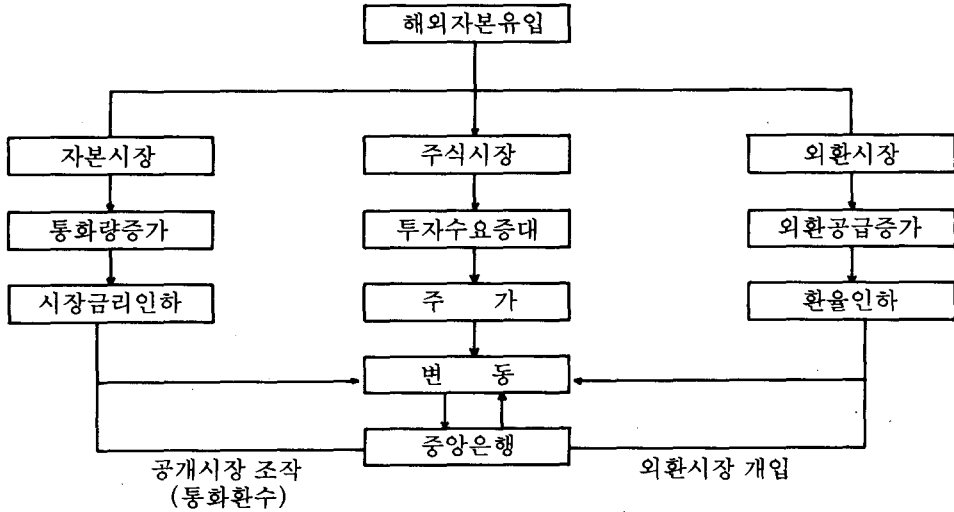 해외자본유입
자본시장
주식시장
외환시장
통화량증가
투자수요증대
외환공급증가
시장금리인하
주 가
환율인하
변 동
중앙은행
공개시장 조작
(통화환수)
외환시장 개입